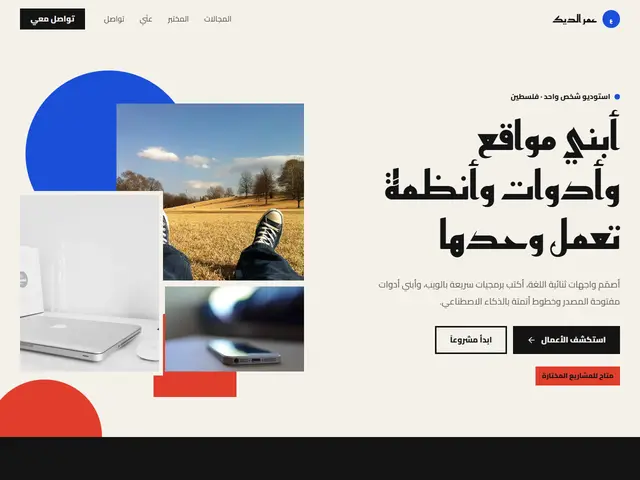 ع
عمر الديك
المجالات
المختبر
عنّي
تواصل
تواصل معي
استوديو شخص واحد · فلسطين
أبني مواقع
وأدوات وأنظمةً
تعمل وحدها
أصمّم واجهات ثنائية اللغة، أكتب برمجيات سريعة بالويب، وأبني أدوات
مفتوحة المصدر وخطوط أتمتة بالذكاء الاصطناعي.
استكشف الأعمال ←
ابدأ مشروعاً
متاح للمشاريع المختارة